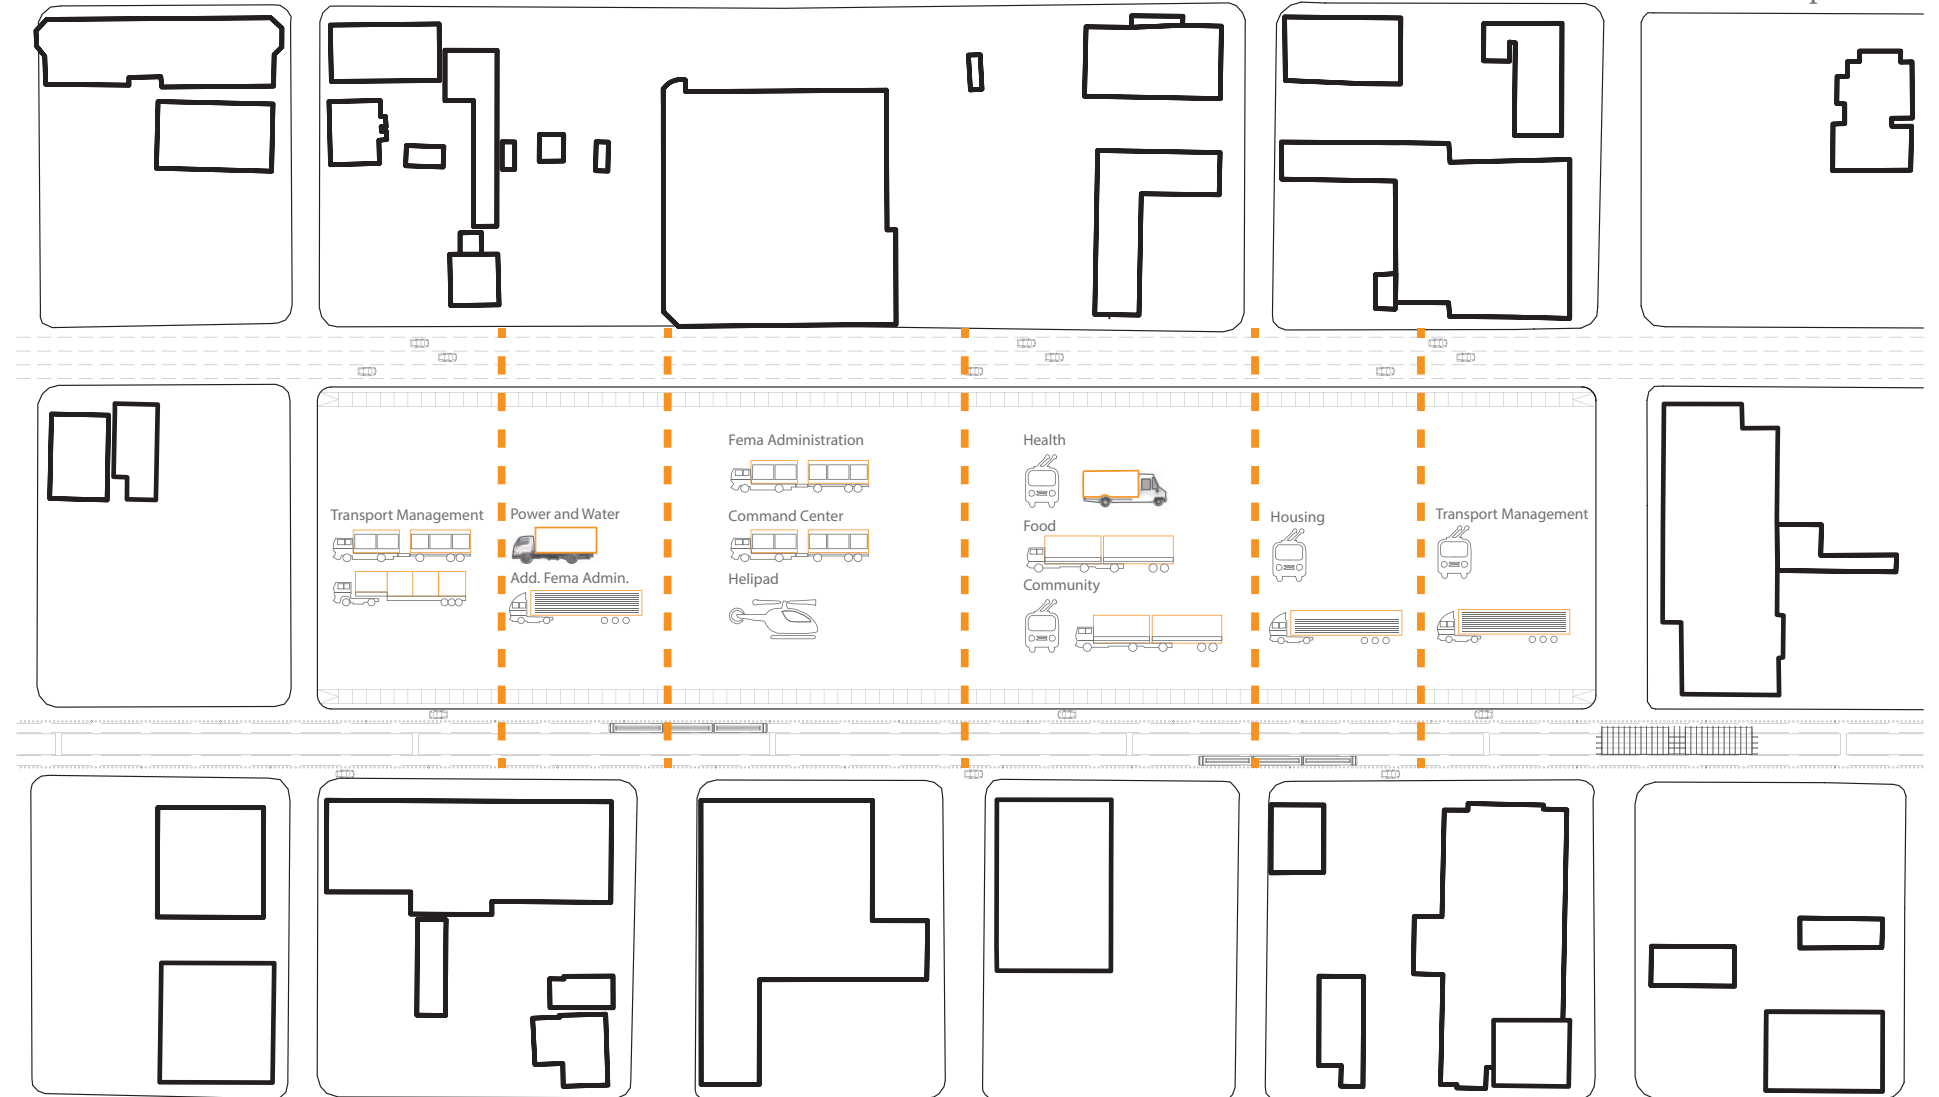 Transport Management
Power and Water
Add. Fema Admin.
Fema Administration
Command Center
Helipad
Health
Food
Community
Housing
Transport Management